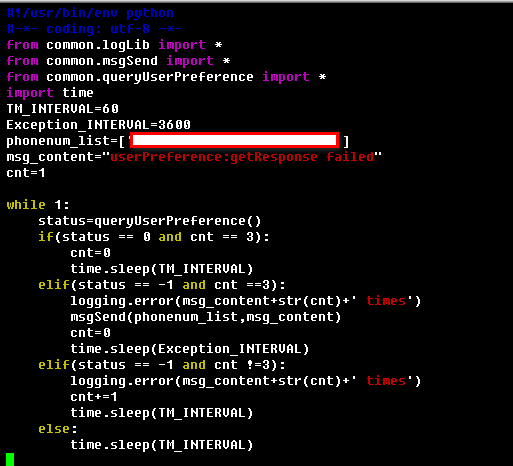 #!/usr/bin/env python
#-*- coding: utf-8 -*-
from common.logLib import *
from common.msgSend import *
from common.queryUserPreference import *
import time
TM_INTERVAL=60
Exception_INTERVAL=3600
phonenum_list=[' ]
msg_content="userPreference:getResponse failed"
cnt=1

while 1:
    status=queryUserPreference()
    if(status == 0 and cnt == 3):
        cnt=0
        time.sleep(TM_INTERVAL)
    elif(status == -1 and cnt ==3):
        logging.error(msg_content+str(cnt)+' times')
        msgSend(phonenum_list,msg_content)
        cnt=0
        time.sleep(Exception_INTERVAL)
    elif(status == -1 and cnt !=3):
        logging.error(msg_content+str(cnt)+' times')
        cnt+=1
        time.sleep(TM_INTERVAL)
    else:
        time.sleep(TM_INTERVAL)